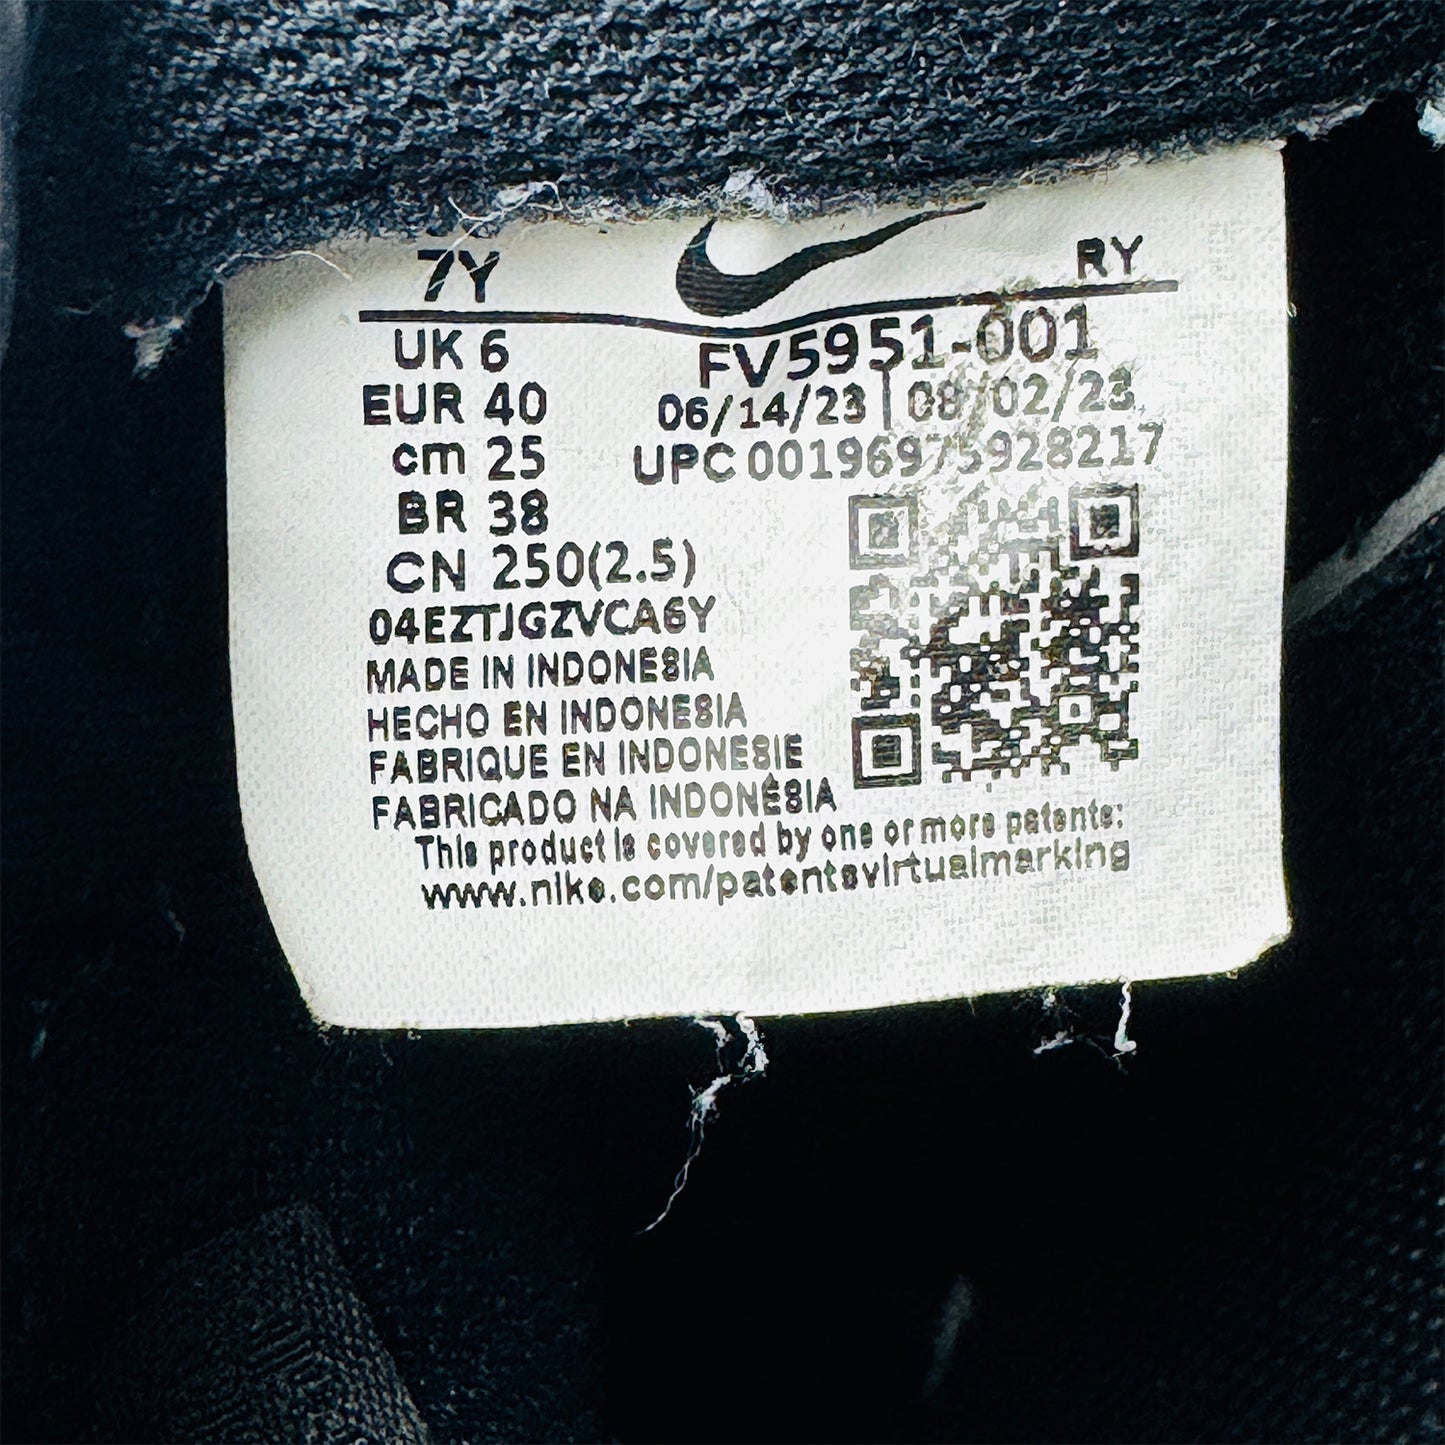 7Y
RY
UK 6
EUR 40
cm 25
BR 38
CN 250(2.5)
FV5951-001
06/14/23 | 08/02/23
UPC 00196975928217
04EZTJGZVCA6Y
MADE IN INDONESIA
HECHO EN INDONESIA
FABRIQUE EN INDONESIE
FABRICADO NA INDONÉSIA
This product is covered by one or more patents:
www.nike.com/patentsvirtualmarking